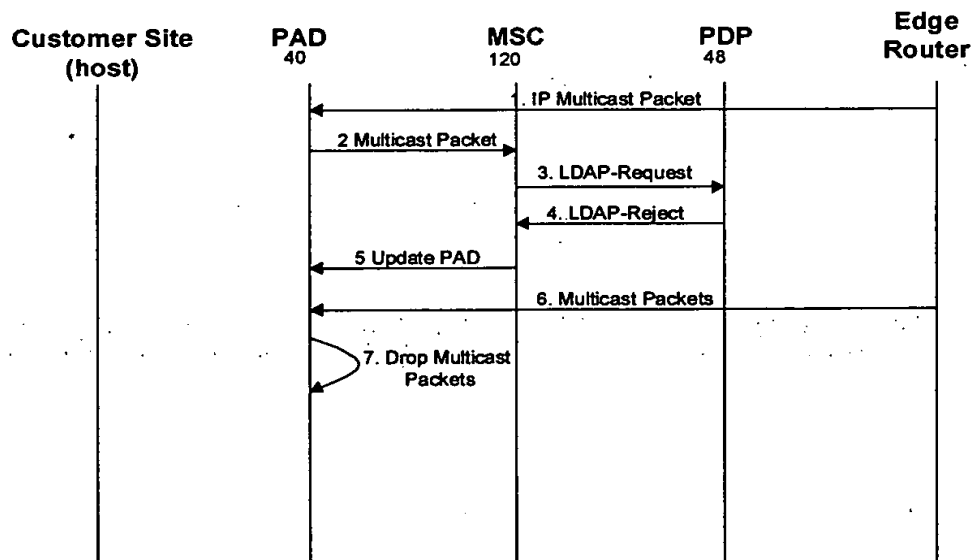 Customer Site
(host)
PAD
40
MSC
120
PDP
48
Edge
Router
. IP Multicast Packet
2 Multicast Packet
3. LDAP-Request
4. LDAP-Reject
5 Update PAD
6. Multicast Packets
7. Drop Multicast
Packets